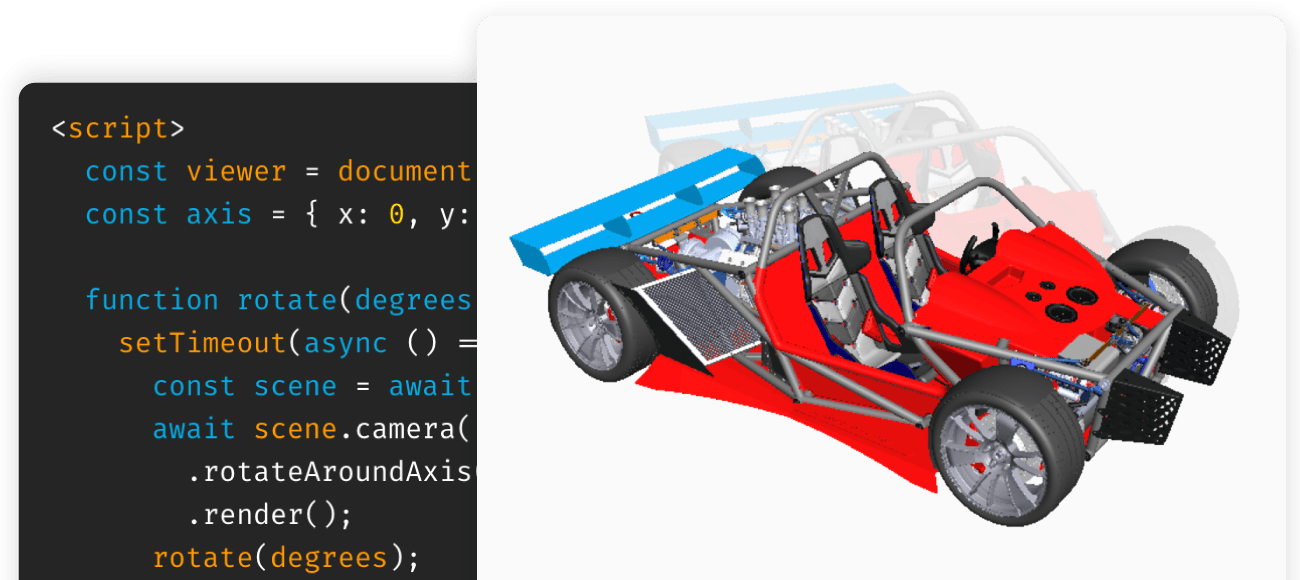 <script>
const viewer = document
const axis = { x: 0, y:
function rotate(degrees
setTimeout(async () =
const scene = await
await scene.camera(
.rotateAroundAxis(
.render();
rotate(degrees);